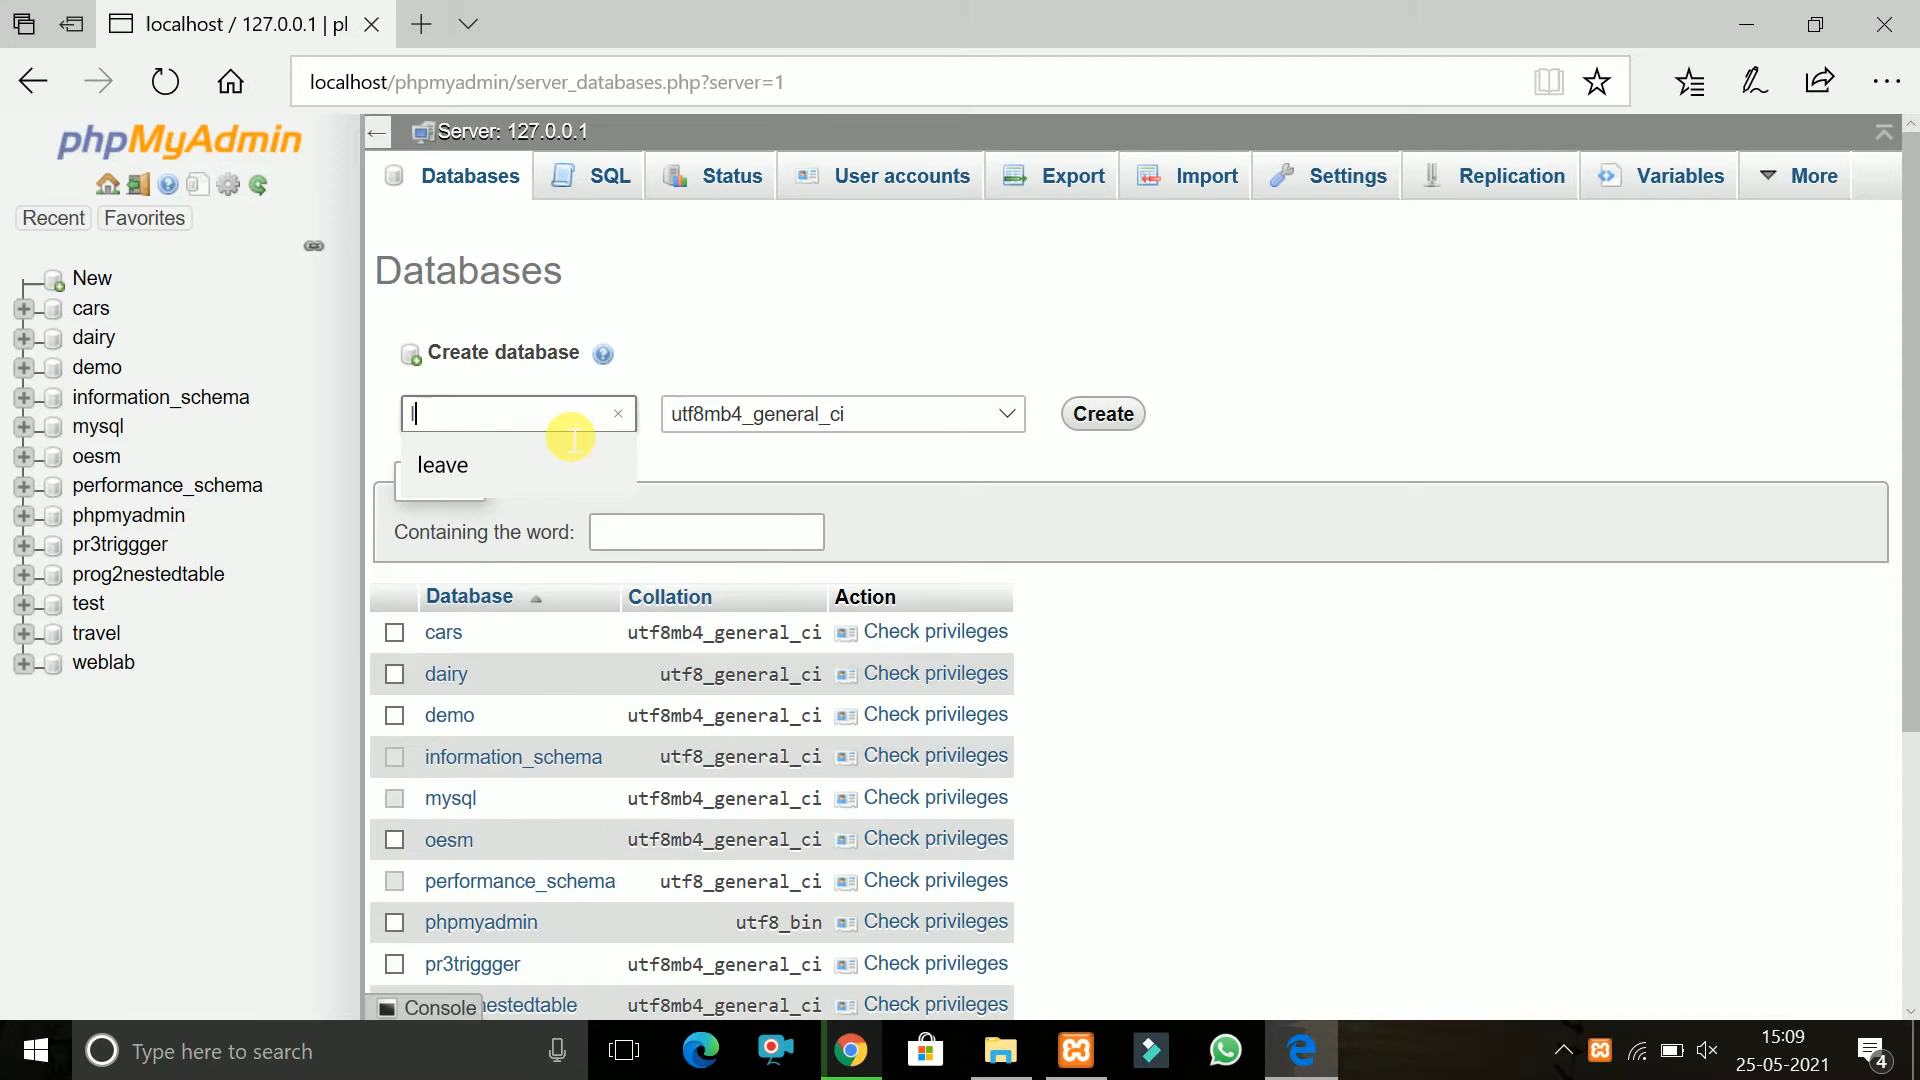 localhost / 127.0.0.1 | pl
localhost/phpmyadmin/server_databases.php?server=1
phpMyAdmin
Recent
Favorites
New
cars
dairy
demo
information_schema
mysql
oesm
performance_schema
phpmyadmin
pr3triggger
prog2nestedtable
test
travel
weblab
Server: 127.0.0.1
Databases
SQL
Status
User accounts
Export
Import
Settings
Replication
Variables
More
Databases
Create database
l
utf8mb4_general_ci
Create
leave
Containing the word:
Database Collation Action
cars utf8mb4_general_ci Check privileges
dairy utf8_general_ci Check privileges
demo utf8mb4_general_ci Check privileges
information_schema utf8_general_ci Check privileges
mysql utf8mb4_general_ci Check privileges
oesm utf8mb4_general_ci Check privileges
performance_schema utf8_general_ci Check privileges
phpmyadmin utf8_bin Check privileges
pr3triggger utf8mb4_general_ci Check privileges
nestedtable utf8mb4_general_ci Check privileges
Console
Type here to search
15:09
25-05-2021
4